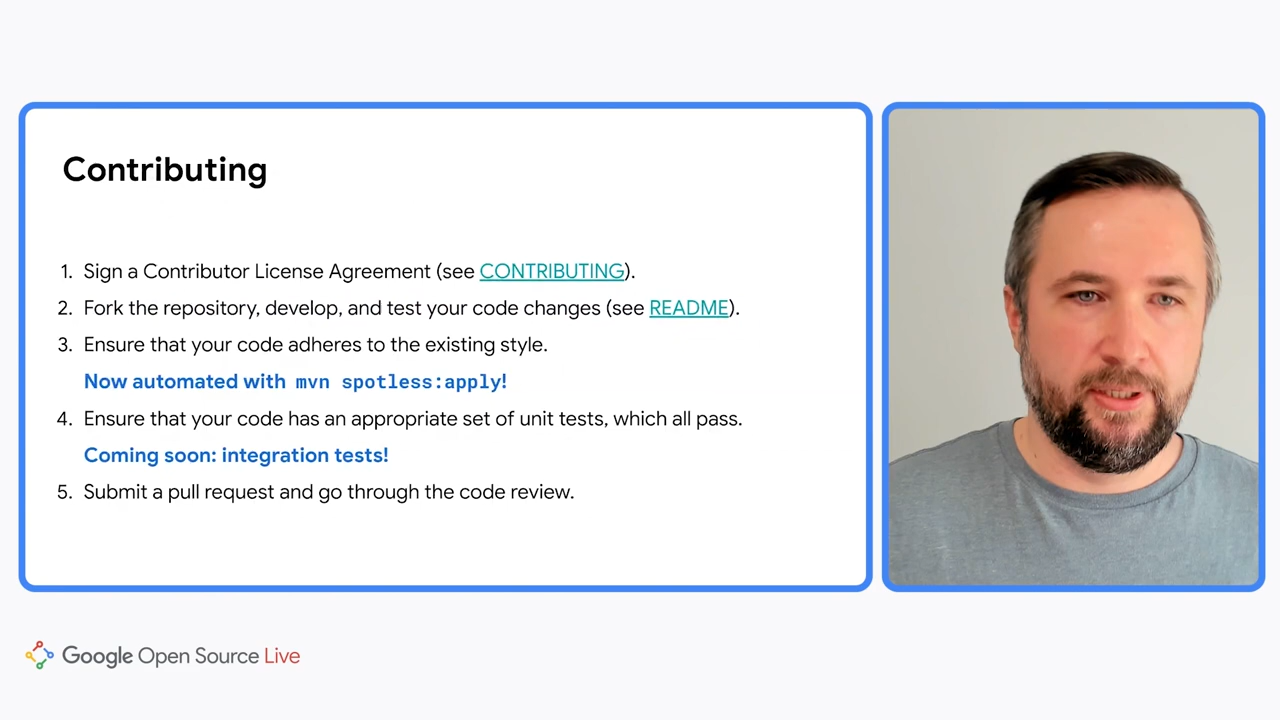 Contributing
1. Sign a Contributor License Agreement (see CONTRIBUTING).
2. Fork the repository, develop, and test your code changes (see README).
3. Ensure that your code adheres to the existing style.
Now automated with mvn spotless:apply!
4. Ensure that your code has an appropriate set of unit tests, which all pass.
Coming soon: integration tests!
5. Submit a pull request and go through the code review.
Google Open Source Live